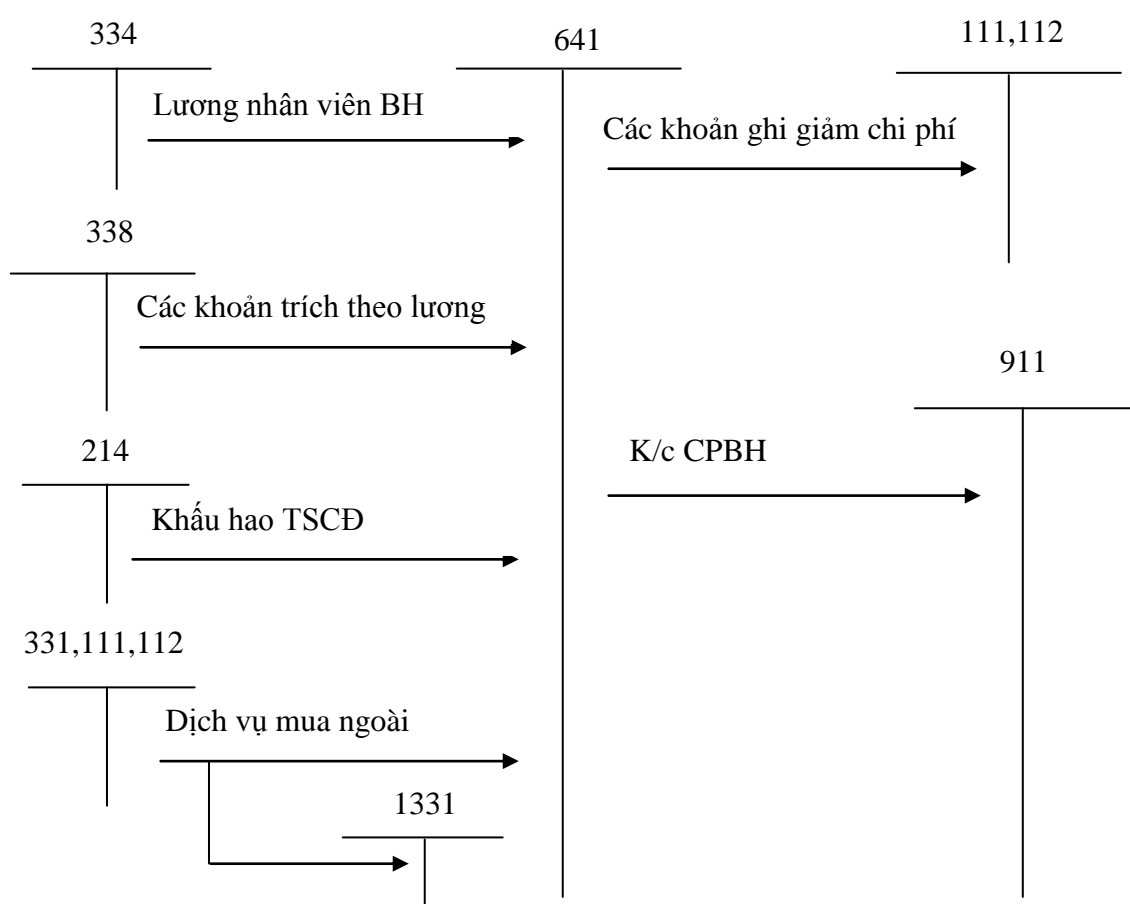 334
641
111,112
Lương nhân viên BH
Các khoản ghi giảm chi phí
338
Các khoản trích theo lương
911
214
K/c CPBH
Khấu hao TSCĐ
331,111,112
Dịch vụ mua ngoài
1331